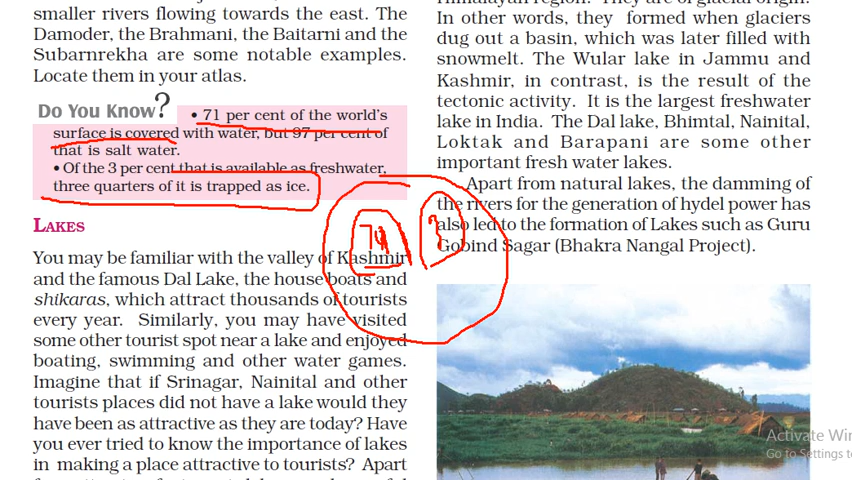 smaller rivers flowing towards the east. The
Damoder, the Brahmani, the Baitarni and the
Subarnrekha are some notable examples.
Locate them in your atlas.
Do You Know? • 71 per cent of the world's
surface is covered with water, but 97 per cent of
that is salt water.
• Of the 3 per cent that is available as freshwater,
three quarters of it is trapped as ice.
LAKES
You may be familiar with the valley of Kashmir
and the famous Dal Lake, the house boats and
shikaras, which attract thousands of tourists
every year. Similarly, you may have visited
some other tourist spot near a lake and enjoyed
boating, swimming and other water games.
Imagine that if Srinagar, Nainital and other
tourists places did not have a lake would they
have been as attractive as they are today? Have
you ever tried to know the importance of lakes
in making a place attractive to tourists? Apart
In other words, they formed when glaciers
dug out a basin, which was later filled with
snowmelt. The Wular lake in Jammu and
Kashmir, in contrast, is the result of the
tectonic activity. It is the largest freshwater
lake in India. The Dal lake, Bhimtal, Nainital,
Loktak and Barapani are some other
important fresh water lakes.
Apart from natural lakes, the damming of
the rivers for the generation of hydel power has
also led to the formation of Lakes such as Guru
Gobind Sagar (Bhakra Nangal Project).
3
Activate Win
Go to Settings to